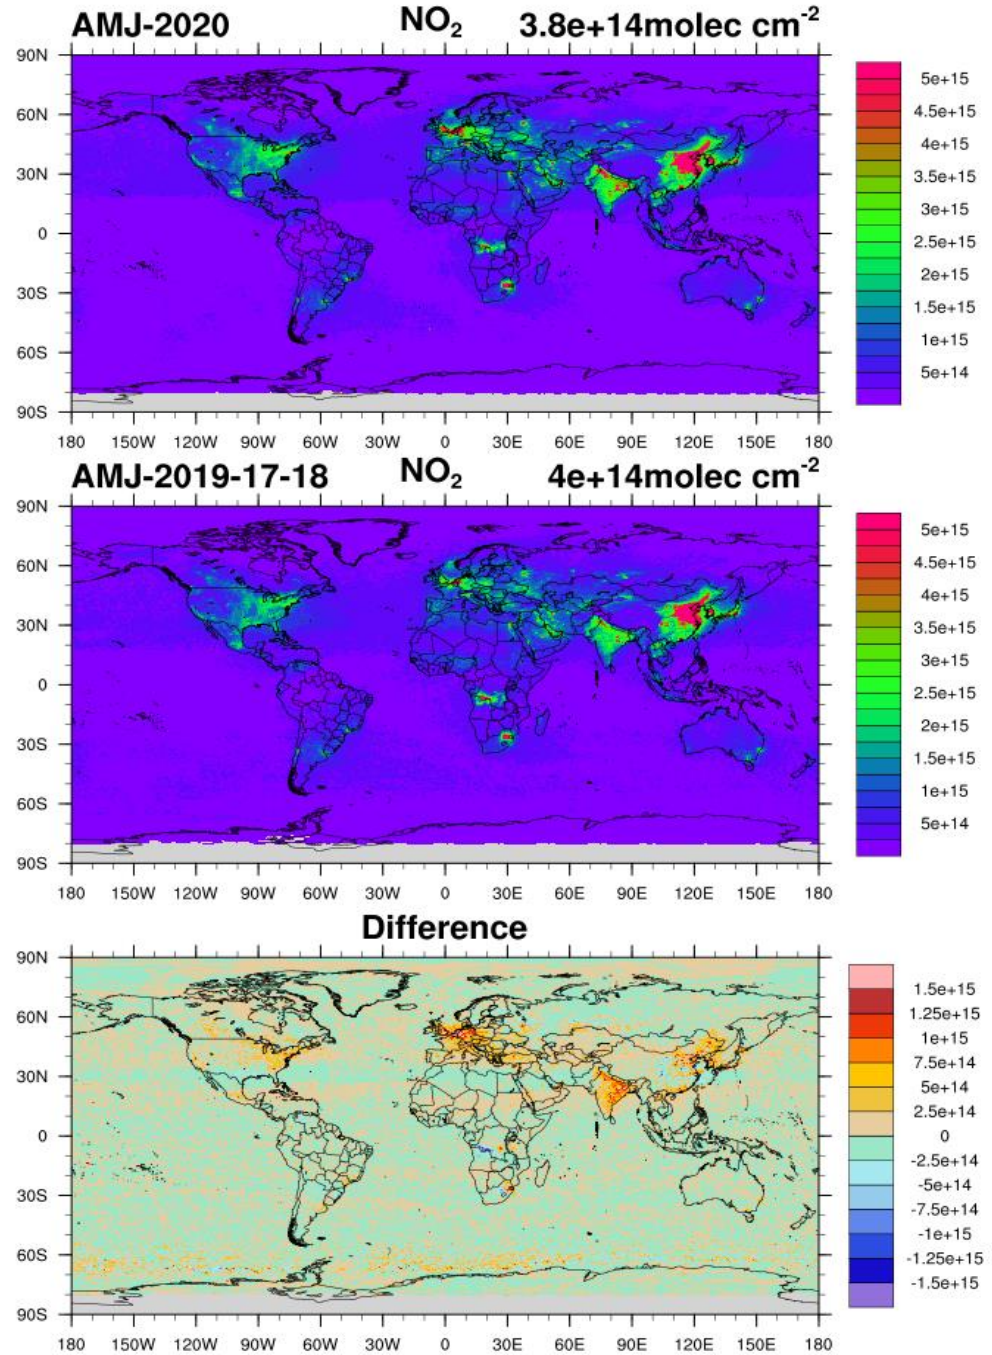 AMJ-2020 NO2 3.8e+14molec cm-2
90N
60N
30N
0
30S
60S
90S
180 150W 120W 90W 60W 30W 0 30E 60E 90E 120E 150E 180
5e+15
4.5e+15
4e+15
3.5e+15
3e+15
2.5e+15
2e+15
1.5e+15
1e+15
5e+14
AMJ-2019-17-18 NO2 4e+14molec cm-2
90N
60N
30N
0
30S
60S
90S
180 150W 120W 90W 60W 30W 0 30E 60E 90E 120E 150E 180
5e+15
4.5e+15
4e+15
3.5e+15
3e+15
2.5e+15
2e+15
1.5e+15
1e+15
5e+14
Difference
90N
60N
30N
0
30S
60S
90S
180 150W 120W 90W 60W 30W 0 30E 60E 90E 120E 150E 180
1.5e+15
1.25e+15
1e+15
7.5e+14
5e+14
2.5e+14
0
-2.5e+14
-5e+14
-7.5e+14
-1e+15
-1.25e+15
-1.5e+15